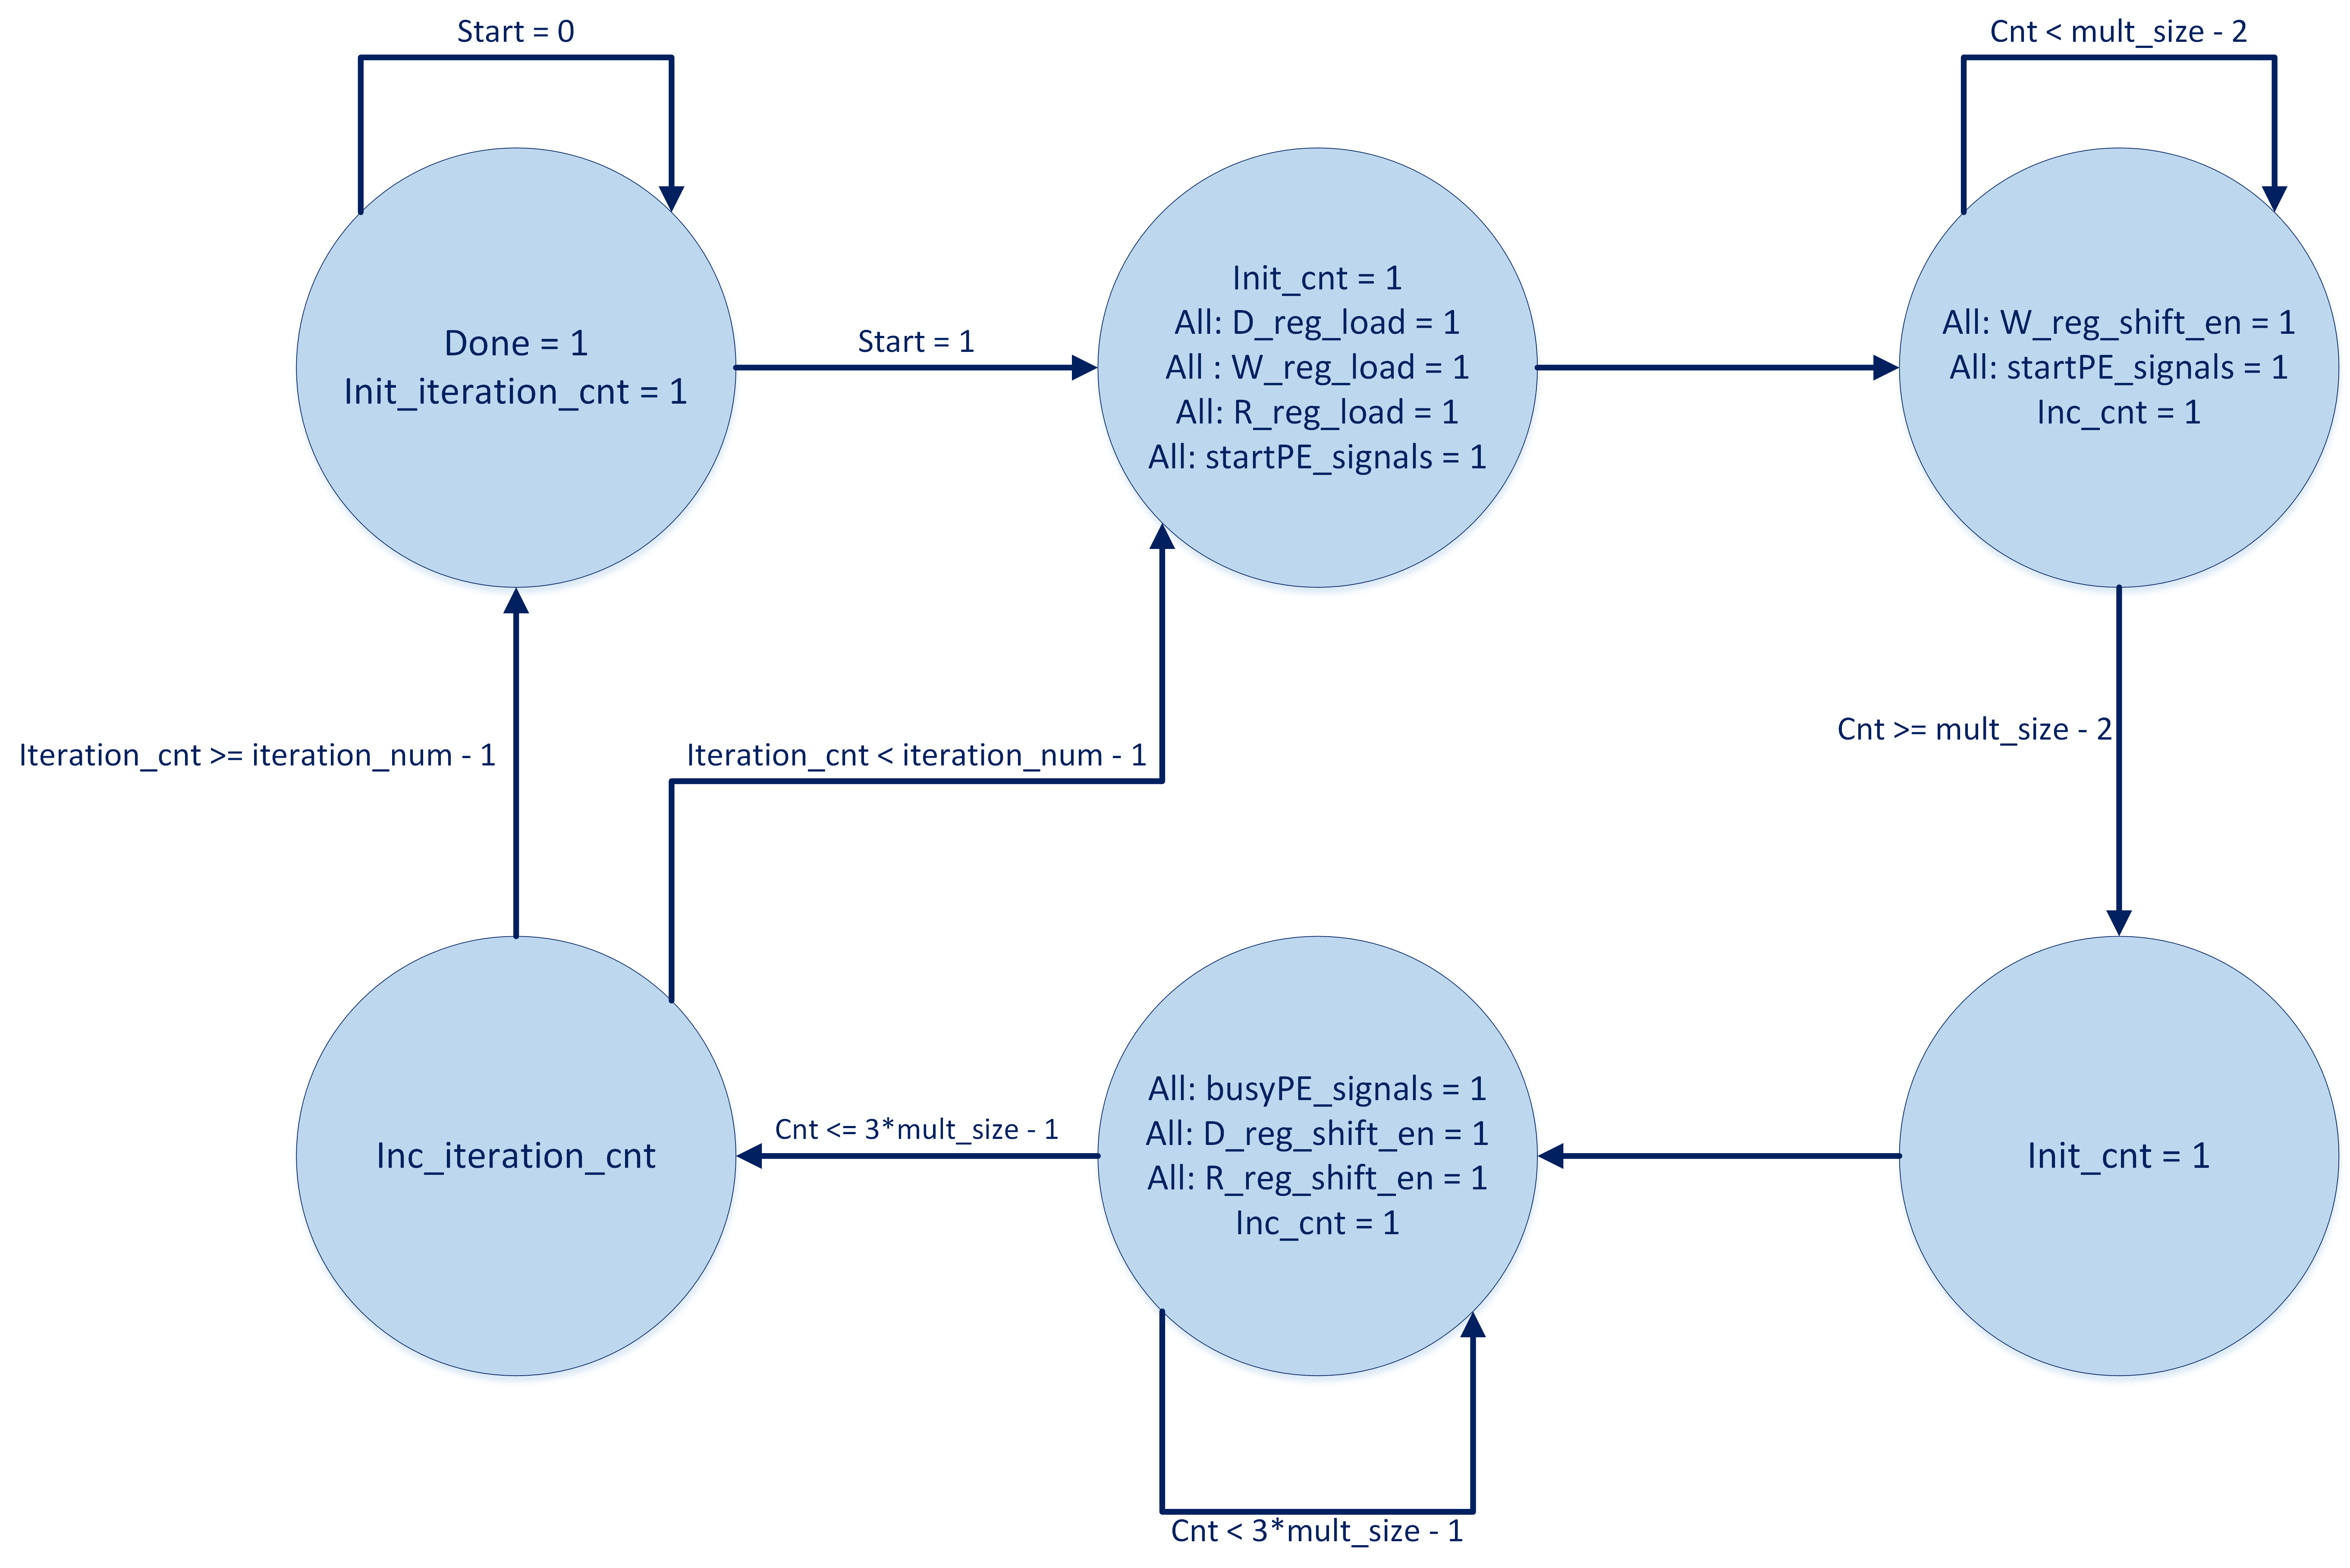 Start = 0
Cnt < mult_size - 2
Done = 1
Init_iteration_cnt = 1
Start = 1
Init_cnt = 1
All: D_reg_load = 1
All : W_reg_load = 1
All: R_reg_load = 1
All: startPE_signals = 1
All: W_reg_shift_en = 1
All: startPE_signals = 1
Inc_cnt = 1
Iteration_cnt >= iteration_num - 1
Iteration_cnt < iteration_num - 1
Cnt >= mult_size - 2
Inc_iteration_cnt
Cnt <= 3*mult_size - 1
All: busyPE_signals = 1
All: D_reg_shift_en = 1
All: R_reg_shift_en = 1
Inc_cnt = 1
Init_cnt = 1
Cnt < 3*mult_size - 1